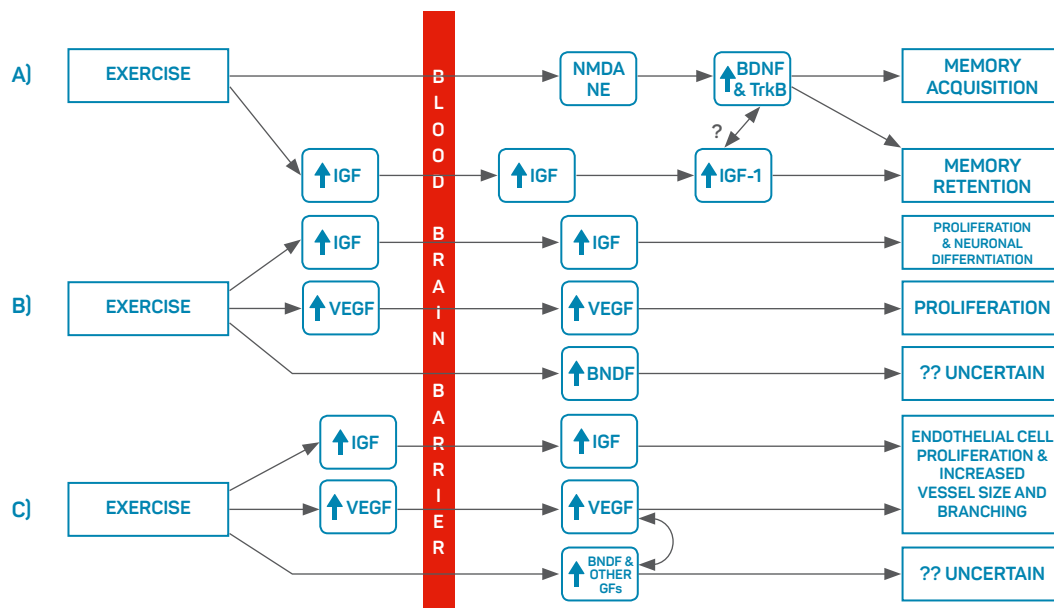 A)
EXERCISE
NMDA
NE
BDNF
& TrkB
MEMORY
ACQUISITION
?
IGF
IGF
IGF-1
MEMORY
RETENTION
BLOOD BRAiN BARRIER
B)
EXERCISE
IGF
IGF
PROLIFERATION
& NEURONAL
DIFFERNTIATION
VEGF
VEGF
PROLIFERATION
BNDF
?? UNCERTAIN
C)
EXERCISE
IGF
IGF
ENDOTHELIAL CELL
PROLIFERATION &
INCREASED
VESSEL SIZE AND
BRANCHING
VEGF
VEGF
BNDF &
OTHER
GFs
?? UNCERTAIN